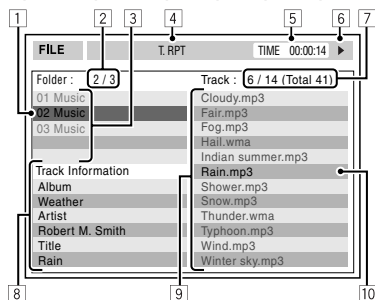 1 2 3 4 5 6 7
FILE T. RPT TIME 00:00:14
Folder : 2 / 3 Track : 6 / 14 (Total 41)
01 Music
02 Music
03 Music
Track Information
Album
Weather
Artist
Robert M. Smith
Title
Rain
Cloudy.mp3
Fair.mp3
Fog.mp3
Hail.wma
Indian summer.mp3
Rain.mp3
Shower.mp3
Snow.mp3
Thunder.wma
Typhoon.mp3
Wind.mp3
Winter sky.mp3
8 9 10